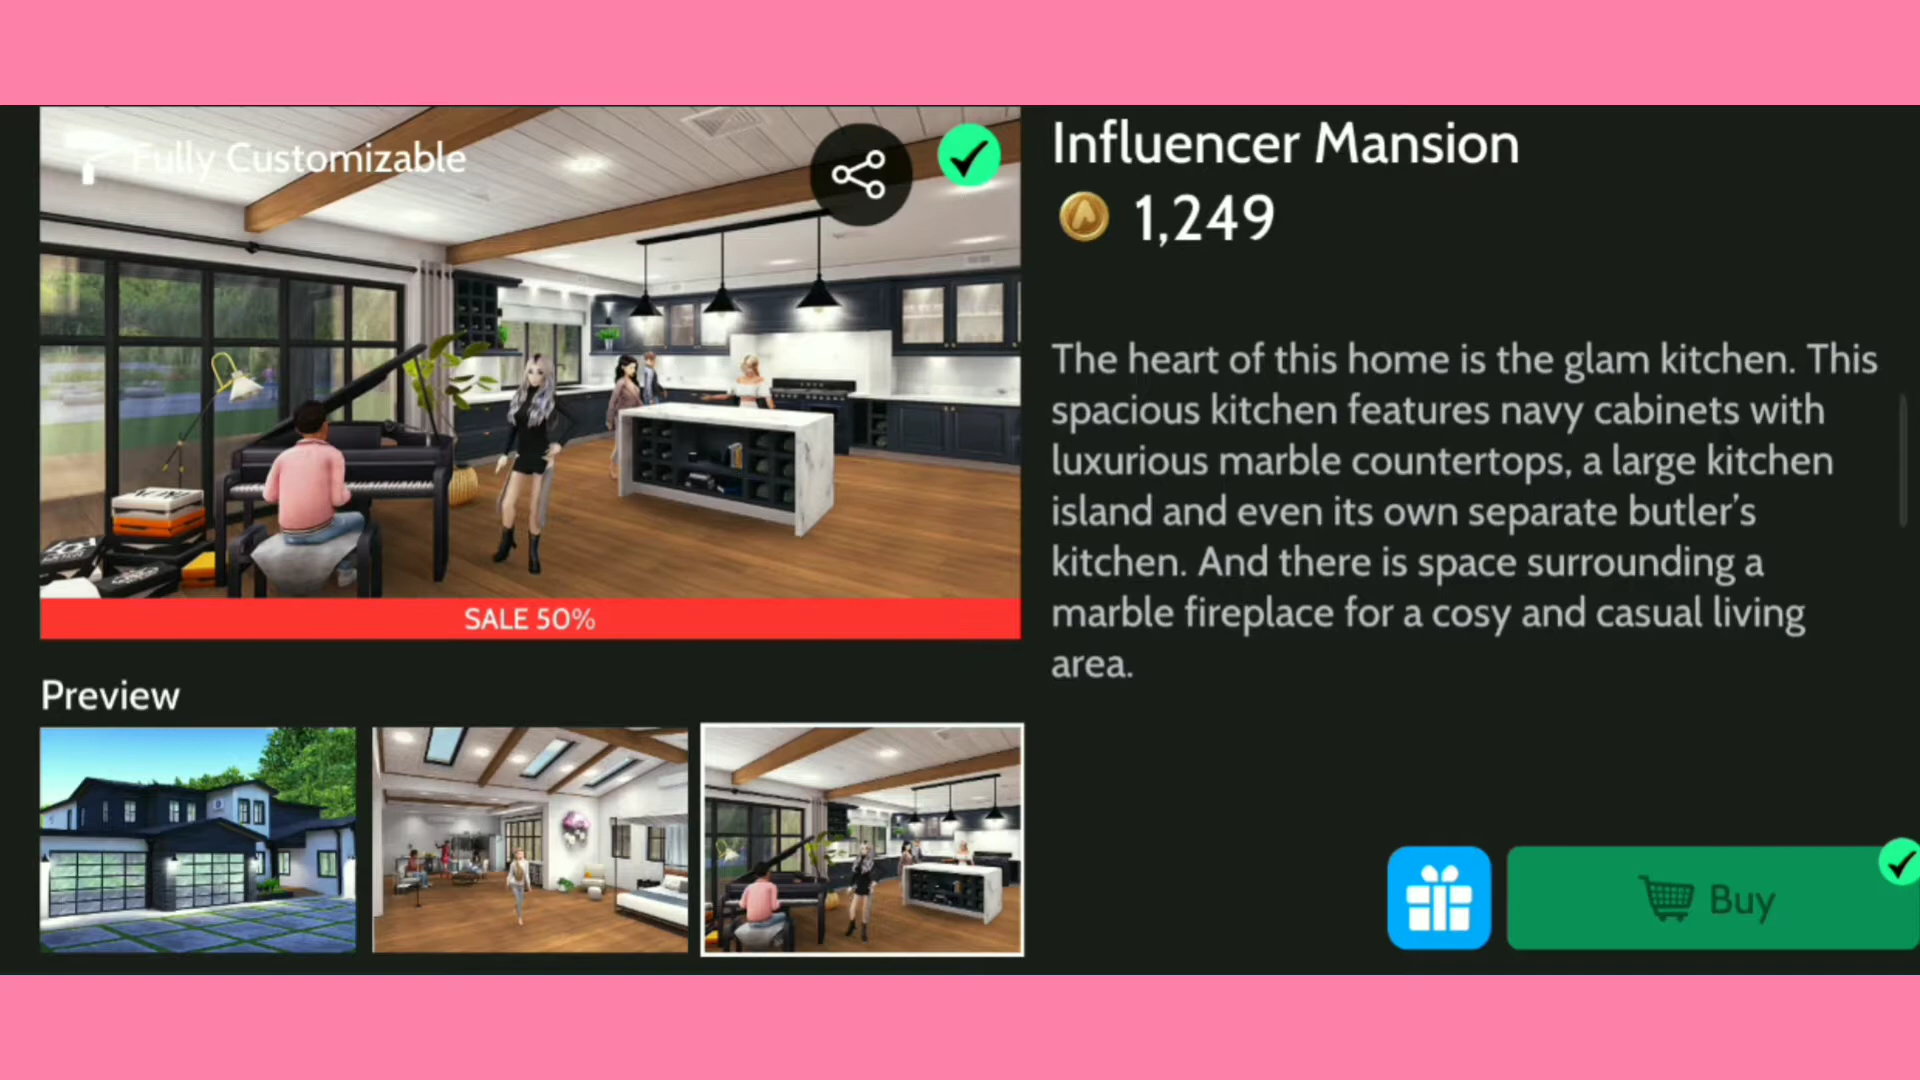 Fully Customizable
SALE 50%
Preview
Influencer Mansion
1,249
The heart of this home is the glam kitchen. This
spacious kitchen features navy cabinets with
luxurious marble countertops, a large kitchen
island and even its own separate butler’s
kitchen. And there is space surrounding a
marble fireplace for a cosy and casual living
area.
Buy